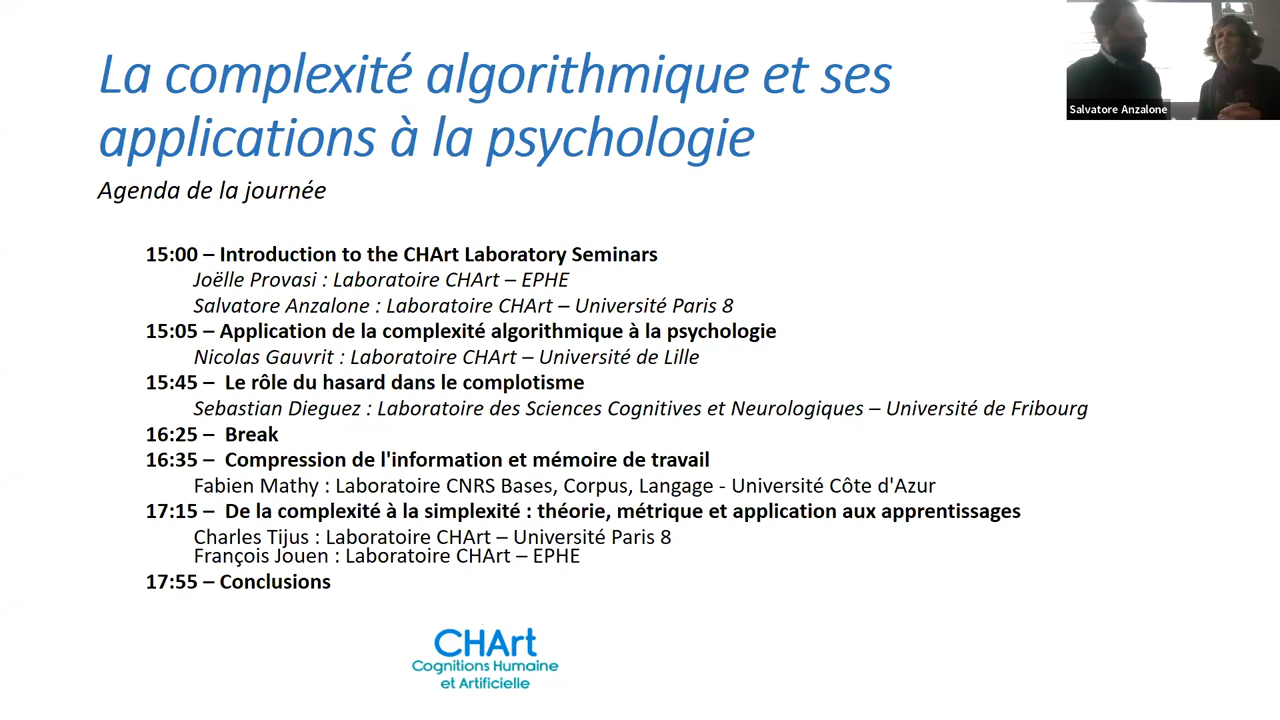 La complexité algorithmique et ses
applications à la psychologie
Agenda de la journée
Salvatore Anzalone
15:00 – Introduction to the CHArt Laboratory Seminars
Joëlle Provasi : Laboratoire CHArt – EPHE
Salvatore Anzalone : Laboratoire CHArt – Université Paris 8
15:05 – Application de la complexité algorithmique à la psychologie
Nicolas Gauvrit : Laboratoire CHArt – Université de Lille
15:45 – Le rôle du hasard dans le complotisme
Sebastian Dieguez : Laboratoire des Sciences Cognitives et Neurologiques – Université de Fribourg
16:25 – Break
16:35 – Compression de l'information et mémoire de travail
Fabien Mathy : Laboratoire CNRS Bases, Corpus, Langage - Université Côte d'Azur
17:15 – De la complexité à la simplexité : théorie, métrique et application aux apprentissages
Charles Tijus : Laboratoire CHArt – Université Paris 8
François Jouen : Laboratoire CHArt – EPHE
17:55 – Conclusions
CHArt
Cognitions Humaine
et Artificielle